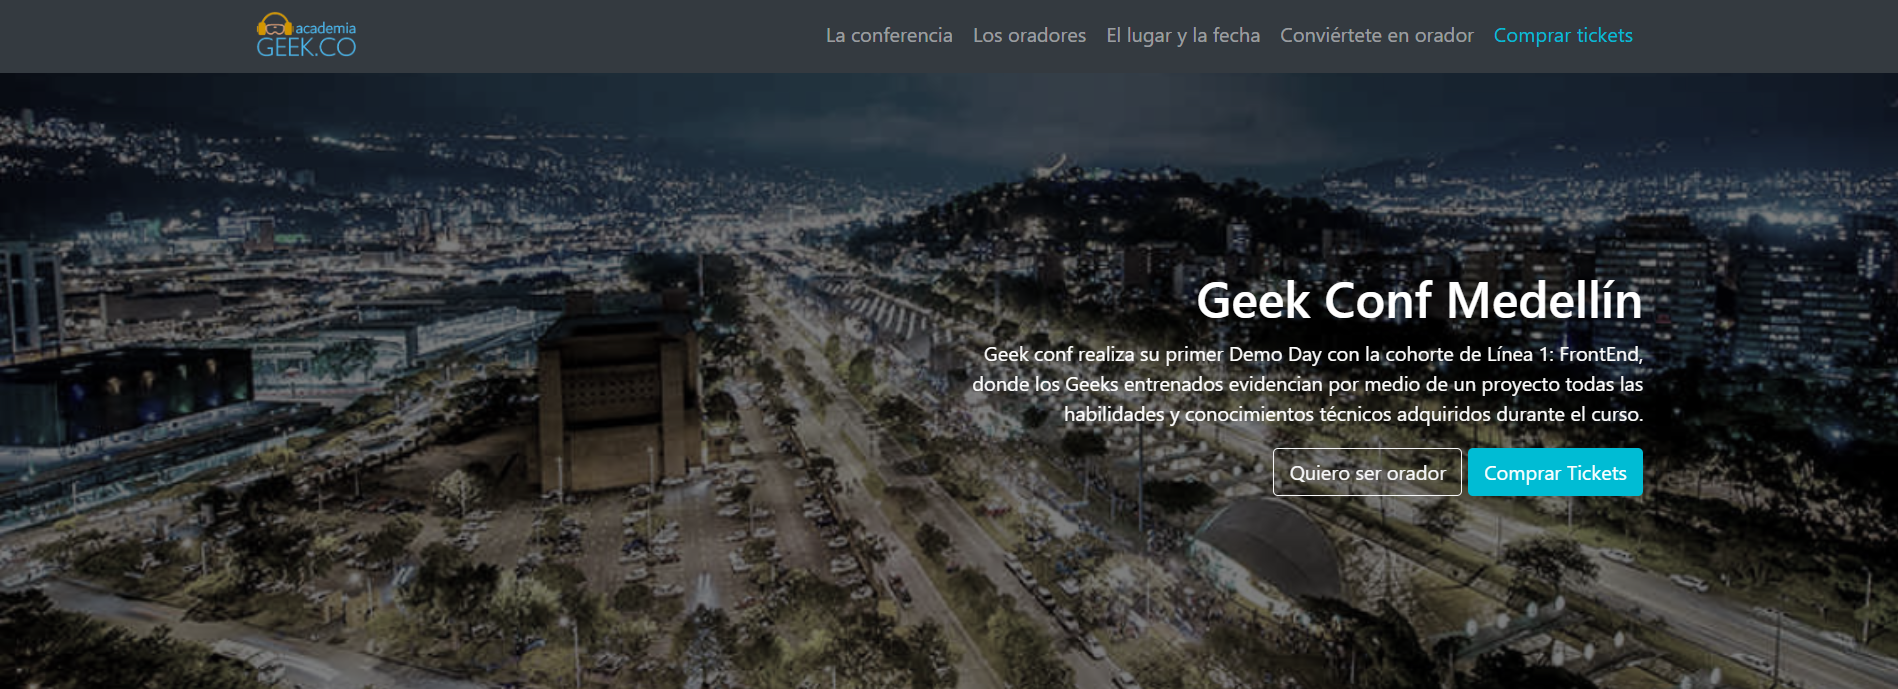 academia
GEEK.CO
La conferencia Los oradores El lugar y la fecha Conviértete en orador Comprar tickets
Geek Conf Medellín
Geek conf realiza su primer Demo Day con la cohorte de Línea 1: FrontEnd,
donde los Geeks entrenados evidencian por medio de un proyecto todas las
habilidades y conocimientos técnicos adquiridos durante el curso.
Quiero ser orador Comprar Tickets